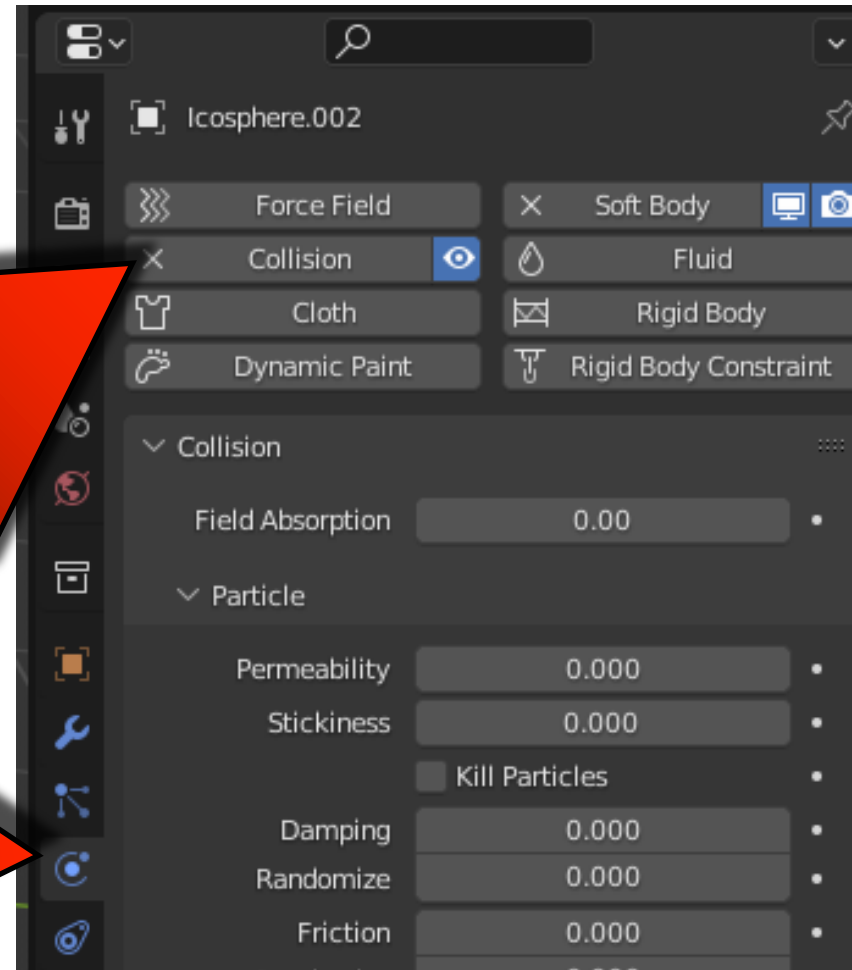 Icosphere.002
Force Field Soft Body
Collision Fluid
Cloth Rigid Body
Dynamic Paint Rigid Body Constraint
Collision
Field Absorption 0.00
Particle
Permeability 0.000
Stickiness 0.000
Kill Particles
Damping 0.000
Randomize 0.000
Friction 0.000